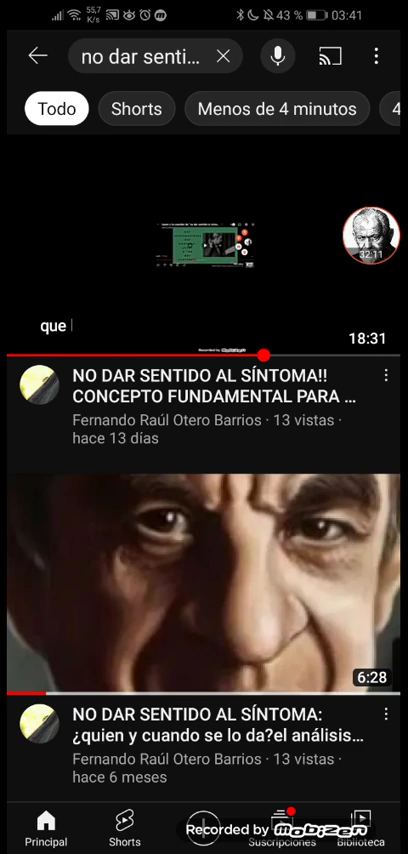 55,7
K/s
43 %
03:41
no dar senti...
Todo
Shorts
Menos de 4 minutos
4
32:11
que
18:31
NO DAR SENTIDO AL SÍNTOMA!!
CONCEPTO FUNDAMENTAL PARA ...
Fernando Raúl Otero Barrios · 13 vistas ·
hace 13 días
6:28
NO DAR SENTIDO AL SÍNTOMA:
¿quien y cuando se lo da?el análisis...
Fernando Raúl Otero Barrios · 13 vistas ·
hace 6 meses
Recorded by Mobizen
Principal
Shorts
Suscripciones
Biblioteca